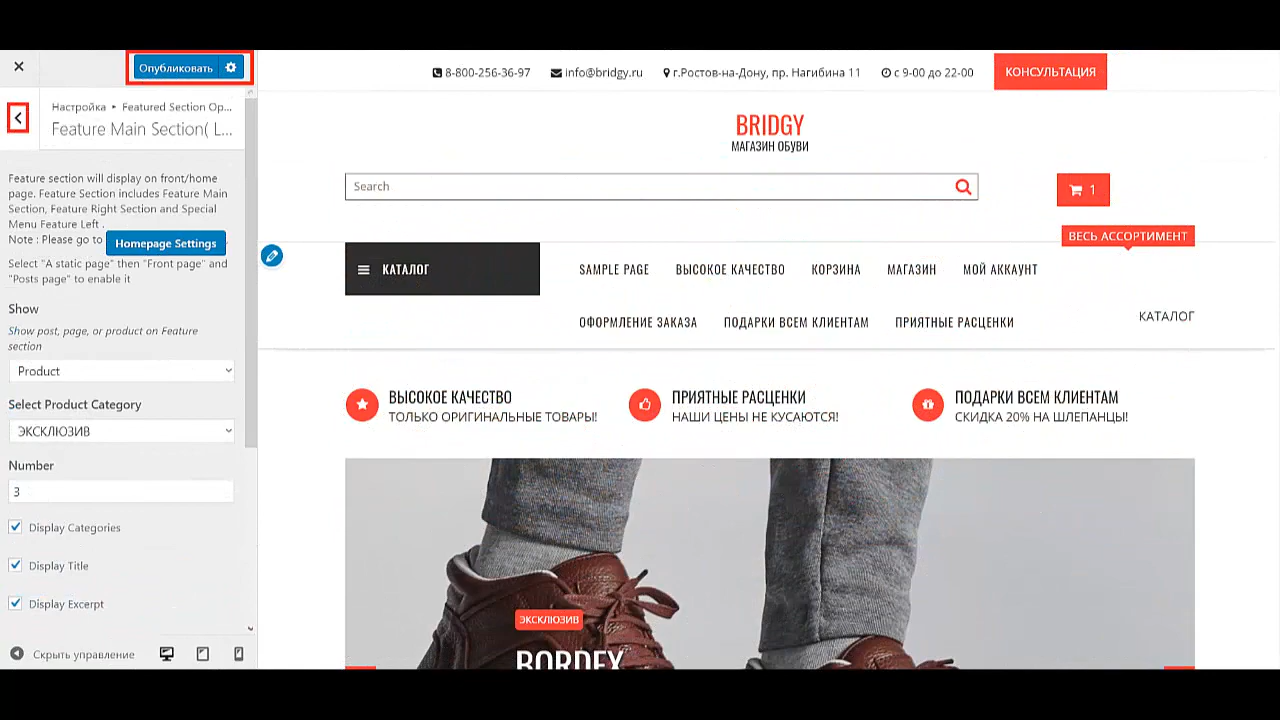 Опубликовать
Настройка ▸ Featured Section Op...
Feature Main Section( L...
Feature section will display on front/home
page. Feature Section includes Feature Main
Section, Feature Right Section and Special
Menu Feature Left .
Note : Please go to Homepage Settings .
Select "A static page" then "Front page" and
"Posts page" to enable it
Show
Show post, page, or product on Feature
section
Product
Select Product Category
ЭКСКЛЮЗИВ
Number
3
Display Categories
Display Title
Display Excerpt
Скрыть управление
8-800-256-36-97 info@bridgy.ru г.Ростов-на-Дону, пр. Нагибина 11 с 9-00 до 22-00 КОНСУЛЬТАЦИЯ
BRIDGY
МАГАЗИН ОБУВИ
Search
1
ВЕСЬ АССОРТИМЕНТ
КАТАЛОГ SAMPLE PAGE ВЫСОКОЕ КАЧЕСТВО КОРЗИНА МАГАЗИН МОЙ АККАУНТ
ОФОРМЛЕНИЕ ЗАКАЗА ПОДАРКИ ВСЕМ КЛИЕНТАМ ПРИЯТНЫЕ РАСЦЕНКИ КАТАЛОГ
ВЫСОКОЕ КАЧЕСТВО
ТОЛЬКО ОРИГИНАЛЬНЫЕ ТОВАРЫ!
ПРИЯТНЫЕ РАСЦЕНКИ
НАШИ ЦЕНЫ НЕ КУСАЮТСЯ!
ПОДАРКИ ВСЕМ КЛИЕНТАМ
СКИДКА 20% НА ШЛЕПАНЦЫ!
ЭКСКЛЮЗИВ
BORDEX